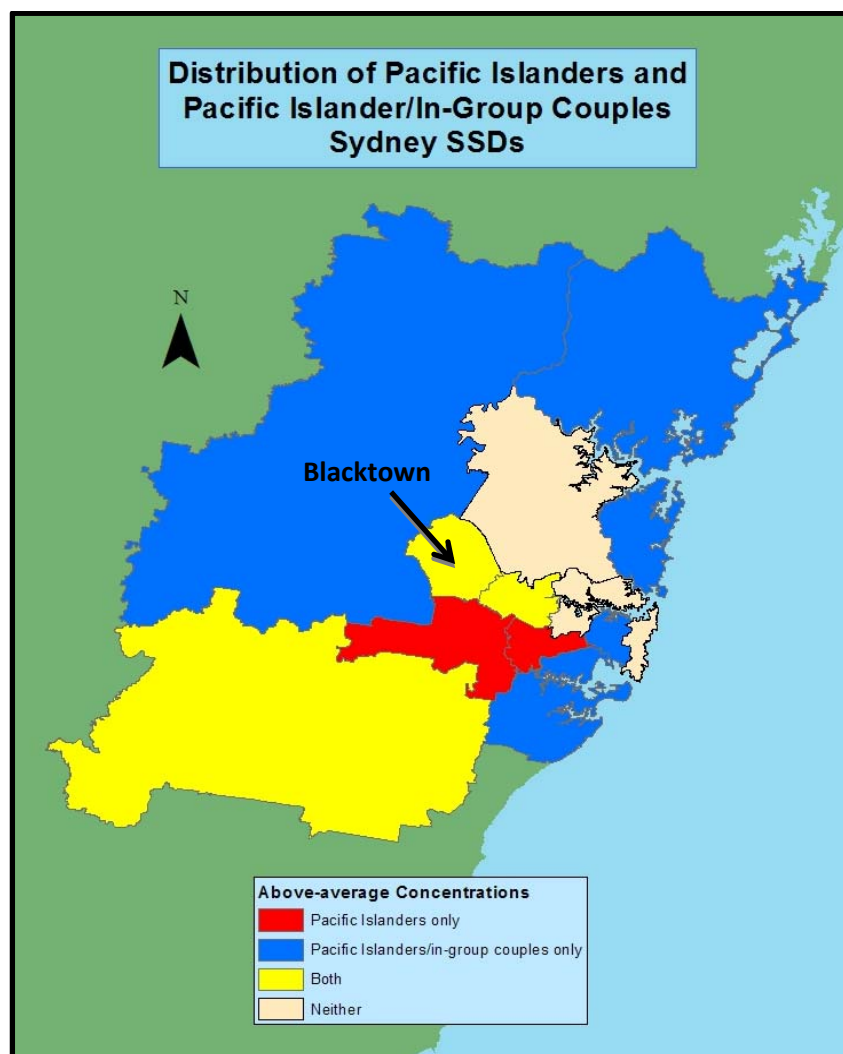 Distribution of Pacific Islanders and
Pacific Islander/In-Group Couples
Sydney SSDs
N
Blacktown
Above-average Concentrations
Pacific Islanders only
Pacific Islanders/in-group couples only
Both
Neither